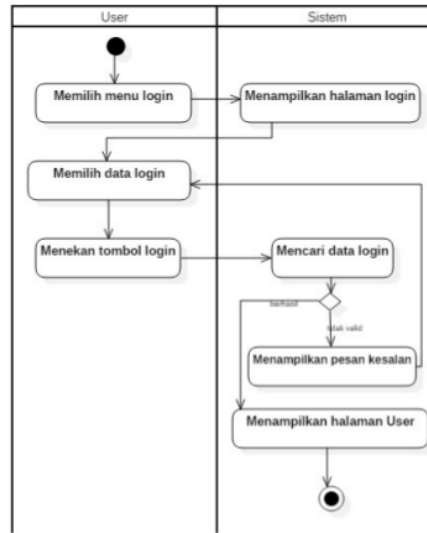 User
Sistem
Memilih menu login
Menampilkan halaman login
Memilih data login
Menekan tombol login
Mencari data login
berhasil
tidak valid
Menampilkan pesan kesalan
Menampilkan halaman User